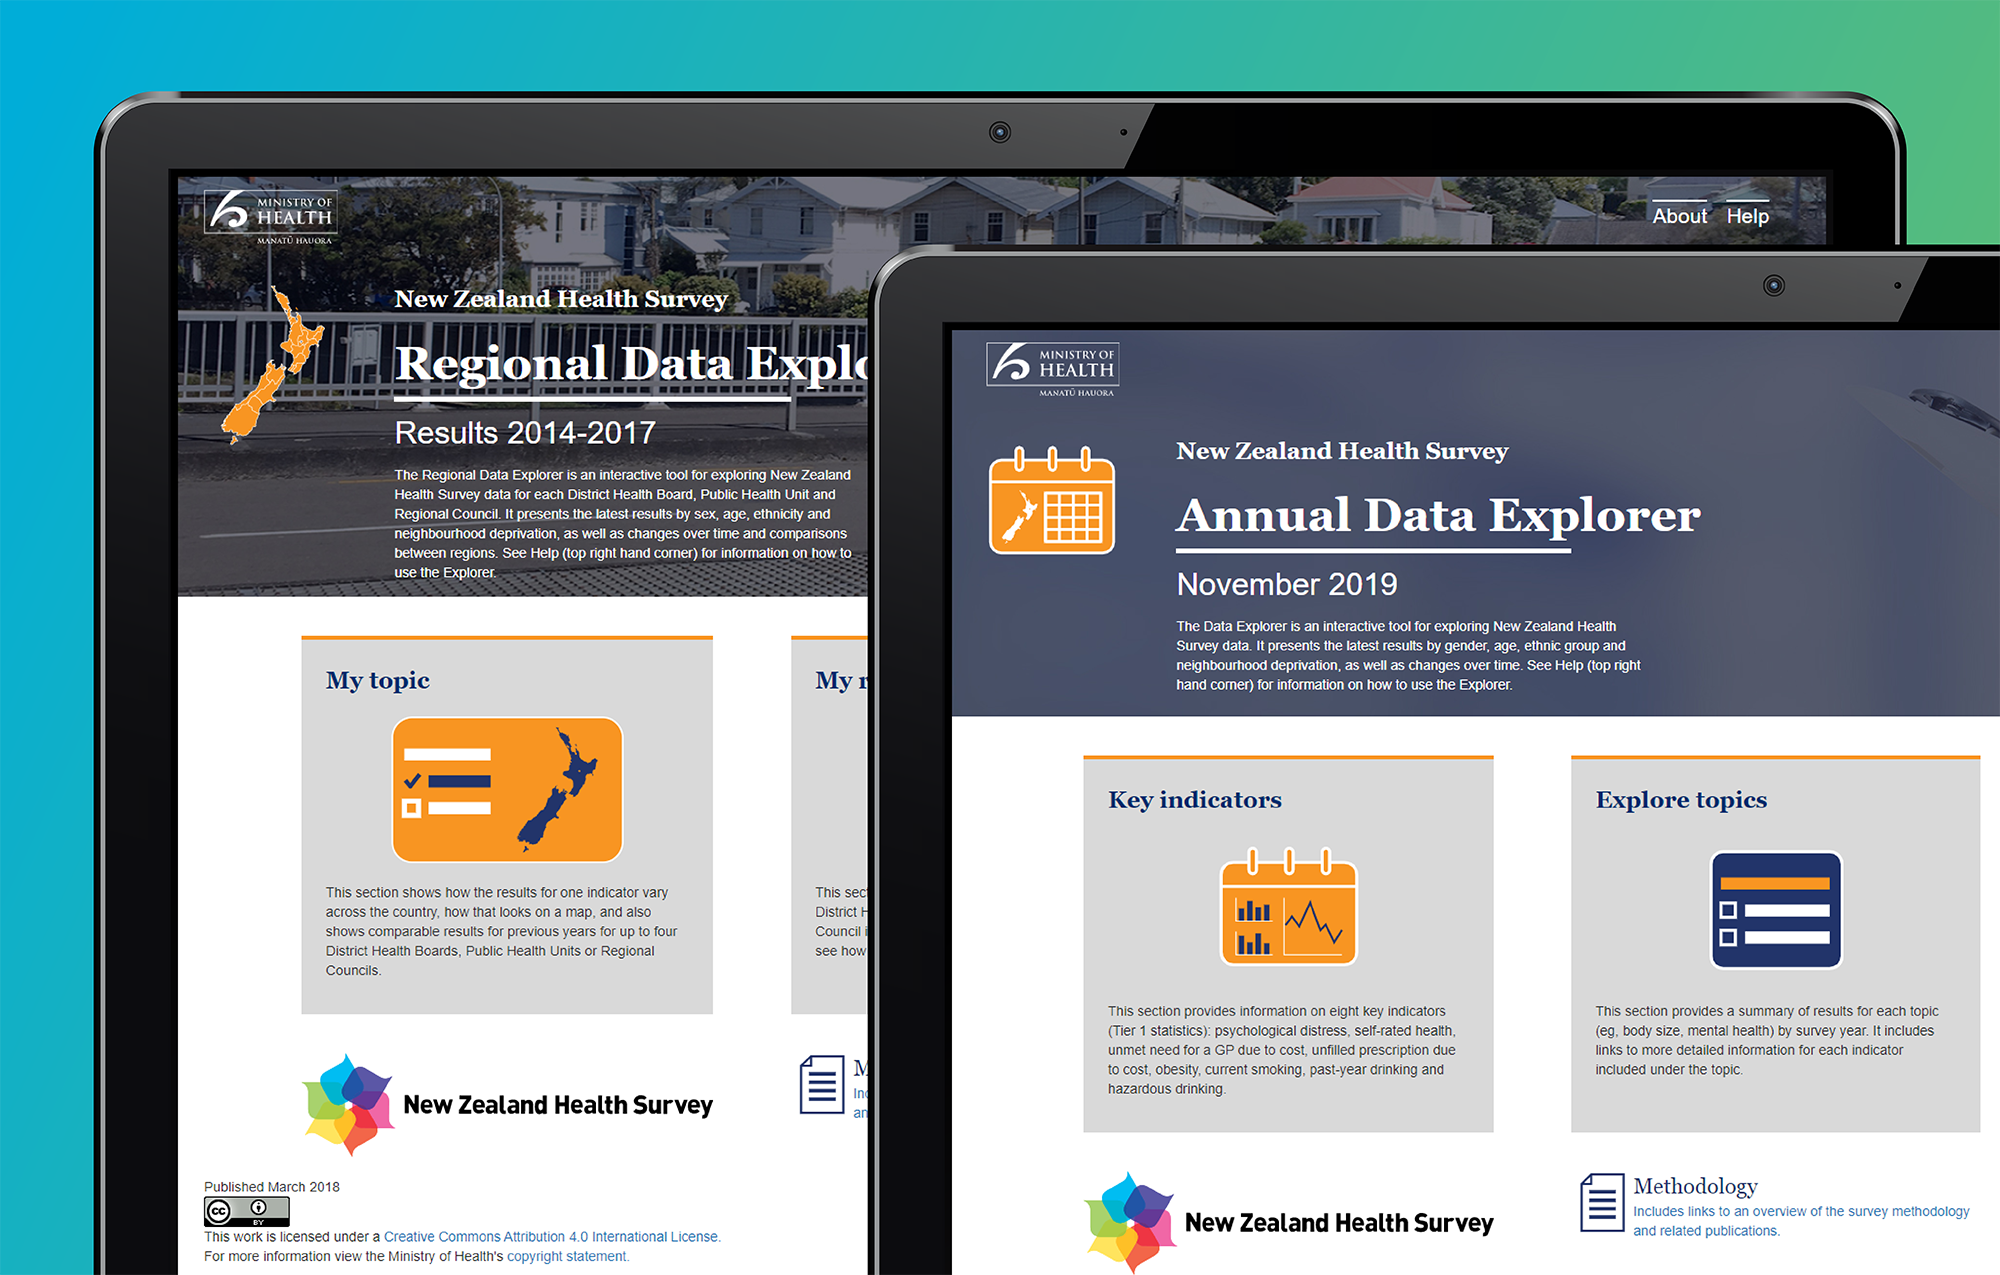 MINISTRY OF
HEALTH
MANATŪ HAUORA
About Help
New Zealand Health Survey
Regional Data Explo
Results 2014-2017
The Regional Data Explorer is an interactive tool for exploring New Zealand
Health Survey data for each District Health Board, Public Health Unit and
Regional Council. It presents the latest results by sex, age, ethnicity and
neighbourhood deprivation, as well as changes over time and comparisons
between regions. See Help (top right hand corner) for information on how to
use the Explorer.
My topic
This section shows how the results for one indicator vary
across the country, how that looks on a map, and also
shows comparable results for previous years for up to four
District Health Boards, Public Health Units or Regional
Councils.
My r
This sec
District H
Council i
see how
New Zealand Health Survey
M
Inc
an
Published March 2018
cc
BY
This work is licensed under a Creative Commons Attribution 4.0 International License.
For more information view the Ministry of Health's copyright statement.
MINISTRY OF
HEALTH
MANATŪ HAUORA
New Zealand Health Survey
Annual Data Explorer
November 2019
The Data Explorer is an interactive tool for exploring New Zealand Health
Survey data. It presents the latest results by gender, age, ethnic group and
neighbourhood deprivation, as well as changes over time. See Help (top right
hand corner) for information on how to use the Explorer.
Key indicators
This section provides information on eight key indicators
(Tier 1 statistics): psychological distress, self-rated health,
unmet need for a GP due to cost, unfilled prescription due
to cost, obesity, current smoking, past-year drinking and
hazardous drinking.
Explore topics
This section provides a summary of results for each topic
(eg, body size, mental health) by survey year. It includes
links to more detailed information for each indicator
included under the topic.
New Zealand Health Survey
Methodology
Includes links to an overview of the survey methodology
and related publications.